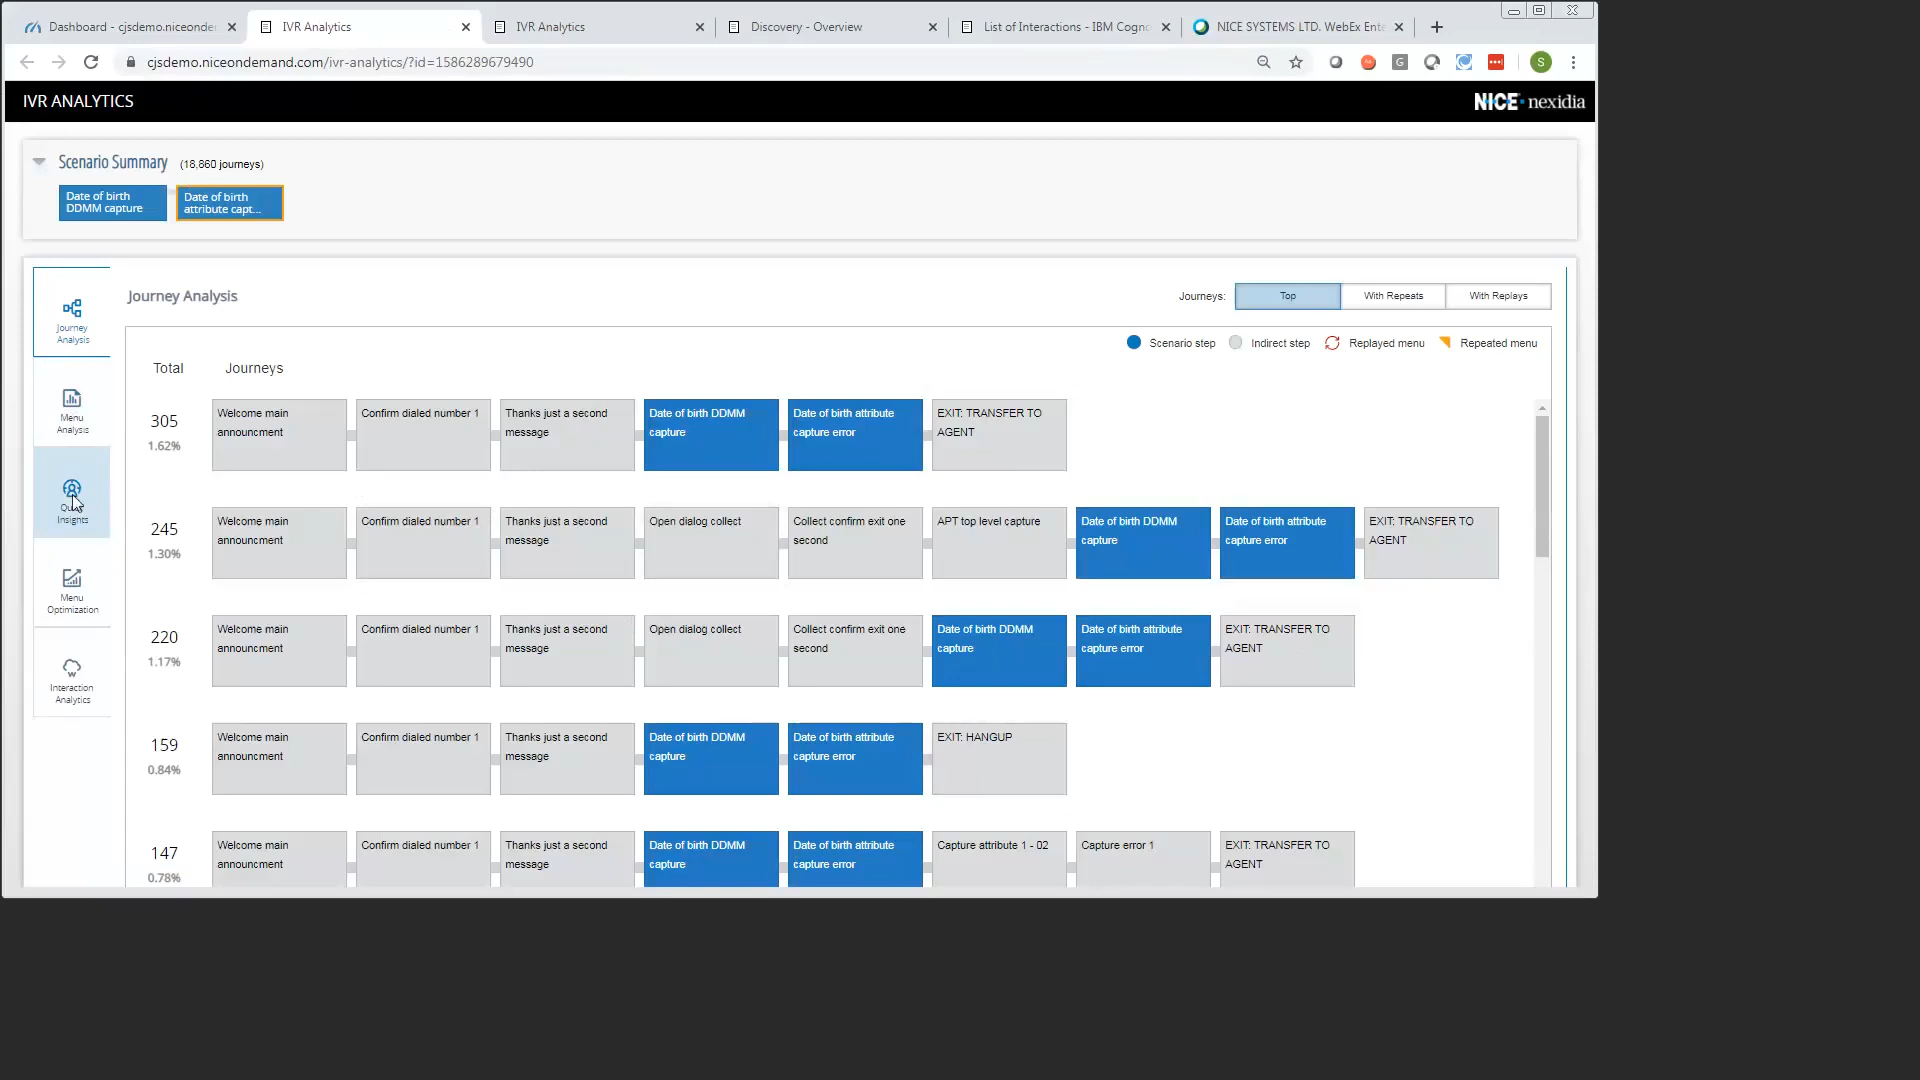 Dashboard - cjsdemo.niceonde
IVR Analytics
IVR Analytics
Discovery - Overview
List of Interactions - IBM Cogno
NICE SYSTEMS LTD. WebEx Ente
cjsdemo.niceondemand.com/ivr-analytics/?id=1586289679490
S
IVR ANALYTICS
NICE nexidia
Scenario Summary (18,860 journeys)
Date of birth
DDMM capture
Date of birth
attribute capt...
Journey
Analysis
Menu
Analysis
Insights
Menu
Optimization
Interaction
Analytics
Journey Analysis
Journeys:
Top
With Repeats
With Replays
Scenario step
Indirect step
Replayed menu
Repeated menu
Total
Journeys
305
1.62%
Welcome main
announcment
Confirm dialed number 1
Thanks just a second
message
Date of birth DDMM
capture
Date of birth attribute
capture error
EXIT: TRANSFER TO
AGENT
245
1.30%
Welcome main
announcment
Confirm dialed number 1
Thanks just a second
message
Open dialog collect
Collect confirm exit one
second
APT top level capture
Date of birth DDMM
capture
Date of birth attribute
capture error
EXIT: TRANSFER TO
AGENT
220
1.17%
Welcome main
announcment
Confirm dialed number 1
Thanks just a second
message
Open dialog collect
Collect confirm exit one
second
Date of birth DDMM
capture
Date of birth attribute
capture error
EXIT: TRANSFER TO
AGENT
159
0.84%
Welcome main
announcment
Confirm dialed number 1
Thanks just a second
message
Date of birth DDMM
capture
Date of birth attribute
capture error
EXIT: HANGUP
147
0.78%
Welcome main
announcment
Confirm dialed number 1
Thanks just a second
message
Date of birth DDMM
capture
Date of birth attribute
capture error
Capture attribute 1 - 02
Capture error 1
EXIT: TRANSFER TO
AGENT